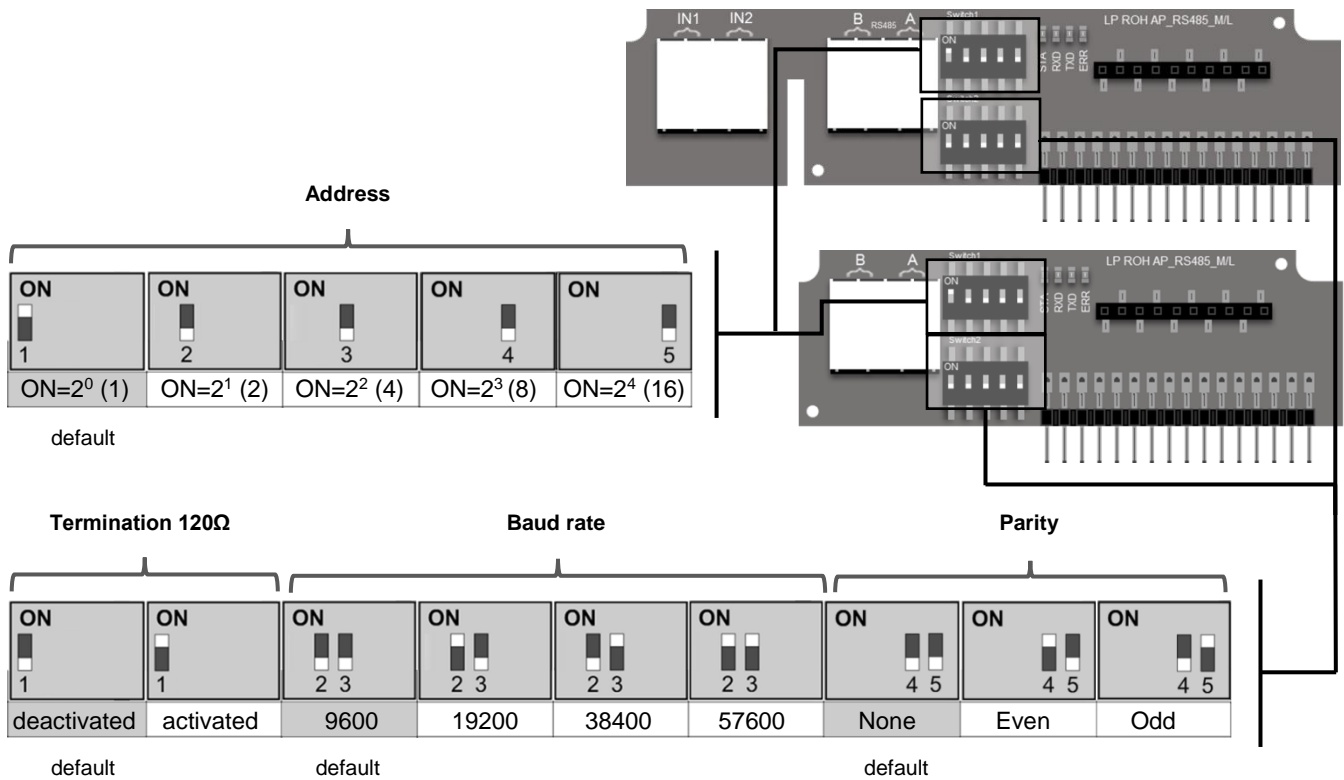 IN1 IN2 B RS485 A Switch1 LP ROH AP_RS485_M/L
ON
STA RXD TXD ERR
Switch2
ON
Address
B A Switch1 LP ROH AP_RS485_M/L
ON
STA RXD TXD ERR
Switch2
ON
ON ON ON ON ON
1 2 3 4 5
ON=2⁰ (1) ON=2¹ (2) ON=2² (4) ON=2³ (8) ON=2⁴ (16)
default
Termination 120Ω Baud rate Parity
ON ON ON ON ON ON ON ON ON
1 1 2 3 2 3 2 3 2 3 4 5 4 5 4 5
deactivated activated 9600 19200 38400 57600 None Even Odd
default default default